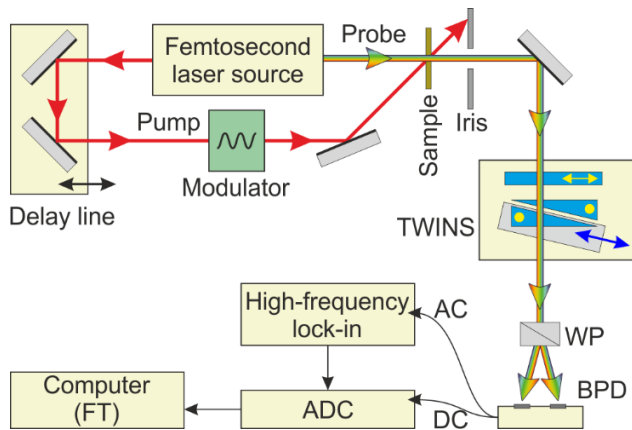 Femtosecond
laser source
Probe
Pump
Modulator
Delay line
Sample
Iris
TWINS
High-frequency
lock-in
AC
WP
BPD
Computer
(FT)
ADC
DC